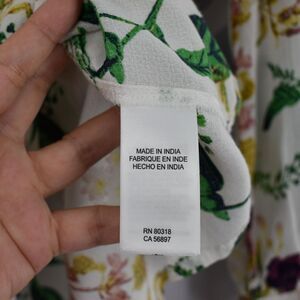 MADE IN INDIA
FABRIQUE EN INDE
HECHO EN INDIA
RN 80318
CA 56897